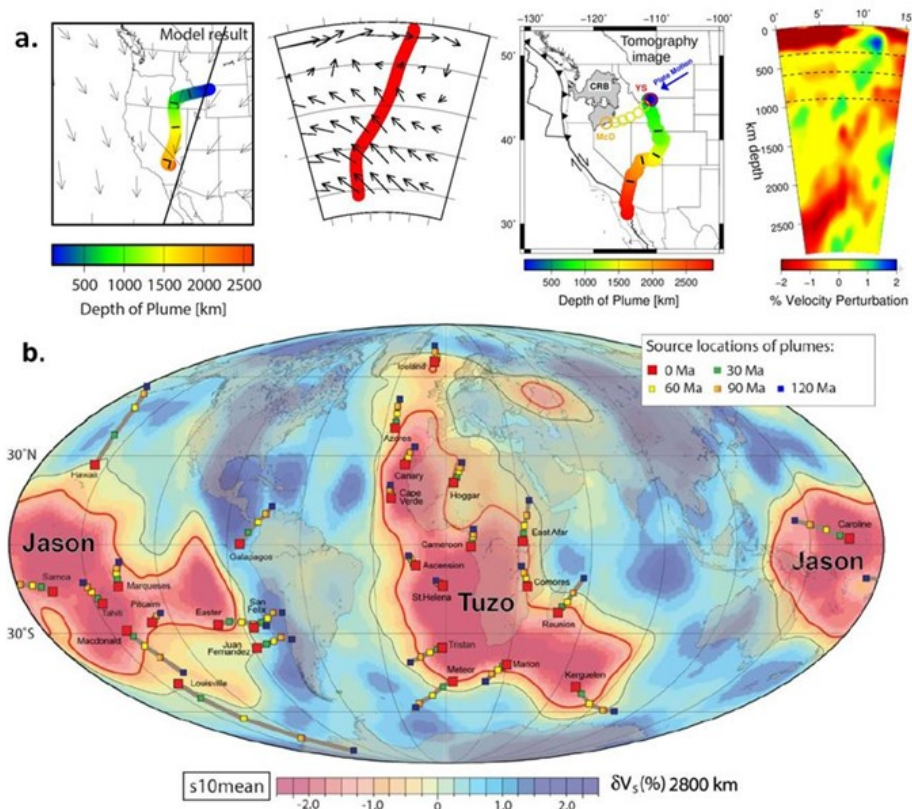 a.
Model result
500 1000 1500 2000 2500
Depth of Plume [km]
−130° −120° −110° −100°
50˚
40˚
30˚
Tomography
image
Plate Motion
CRB
YS
McD
500 1000 1500 2000 2500
Depth of Plume [km]
5˚ 10˚ 15˚
0
500
1000
1500
2000
2500
km depth
−2 −1 0 1 2
% Velocity Perturbation
b.
Source locations of plumes:
0 Ma 30 Ma
60 Ma 90 Ma 120 Ma
30˚N
30˚S
Iceland
Azores
Hawaii
Canary
Hoggar
Cape
Verde
Caroline
Jason
Galapagos
Cameroon
East Afar
Jason
Ascension
Samoa
Marqueses
Comores
St.Helena
Tuzo
Tahiti
Pitcairn
Easter
San
Felix
Reunion
Macdonald
Juan
Fernandez
Tristan
Marion
Louisville
Meteor
Kerguelen
s10mean
-2.0 -1.0 0 1.0 2.0
δVs(%) 2800 km